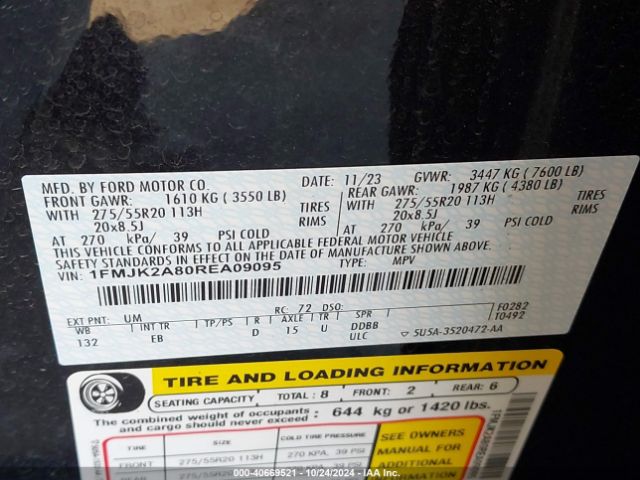 MFD. BY FORD MOTOR CO.
DATE: 11/23
GVWR: 3447 KG ( 7600 LB)
FRONT GAWR: 1610 KG ( 3550 LB)
REAR GAWR: 1987 KG ( 4380 LB)
WITH 275/55R20 113H TIRES
WITH 275/55R20 113H TIRES
20x8.5J RIMS
20x8.5J RIMS
AT 270 kPa/ 39 PSI COLD
AT 270 kPa/ 39 PSI COLD
THIS VEHICLE CONFORMS TO ALL APPLICABLE FEDERAL MOTOR VEHICLE
SAFETY STANDARDS IN EFFECT ON THE DATE OF MANUFACTURE SHOWN ABOVE.
VIN: 1FMJK2A80REA09095
TYPE: MPV
EXT PNT: UM RC: 72 DSO: F0282
WB INT TR TP/PS R AXLE TR SPR T0492
132 EB D 15 U DDBB
ULC 5U5A-3520472-AA
TIRE AND LOADING INFORMATION
SEATING CAPACITY TOTAL : 8 FRONT: 2 REAR: 6
The combined weight of occupants
and cargo should never exceed : 644 kg or 1420 lbs.
TIRE SIZE COLD TIRE PRESSURE
FRONT 275/55R20 113H 270 KPA, 39 PSI
SEE OWNERS
MANUAL FOR
ADDITIONAL
© 40669521 - 10/24/2024 - IAAI.COM